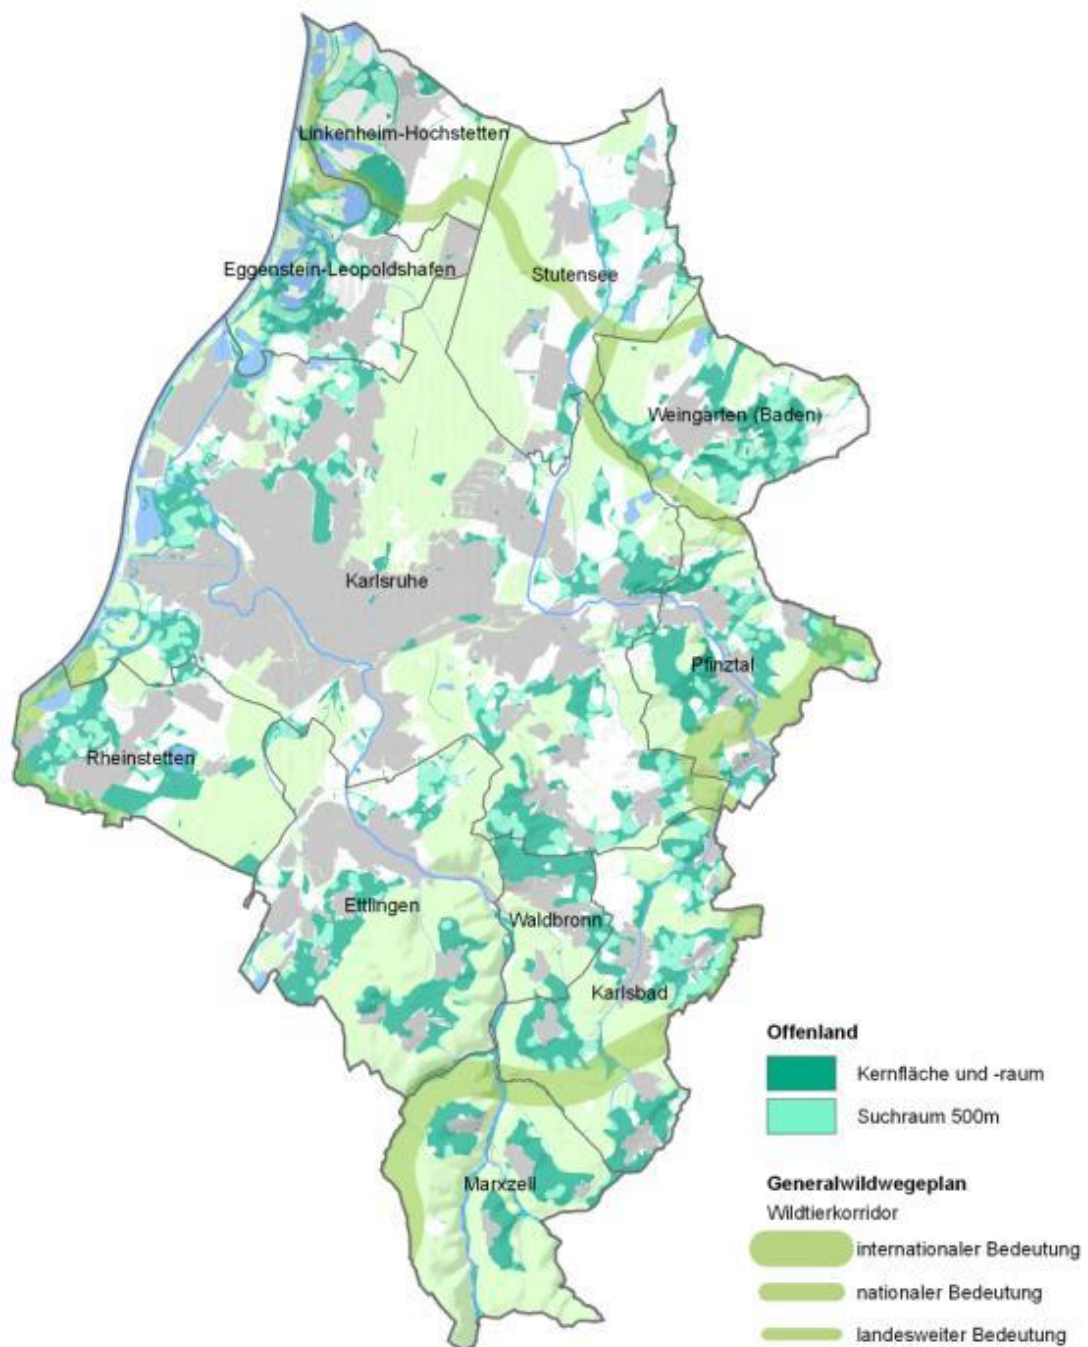 Linkenheim-Hochstetten
Eggenstein-Leopoldshafen
Stutensee
Weingarten (Baden)
Karlsruhe
Pfinztal
Rheinstetten
Ettlingen
Waldbronn
Karlsbad
Marxzell
Offenland
Kernfläche und -raum
Suchraum 500m
Generalwildwegeplan
Wildtierkorridor
internationaler Bedeutung
nationaler Bedeutung
landesweiter Bedeutung